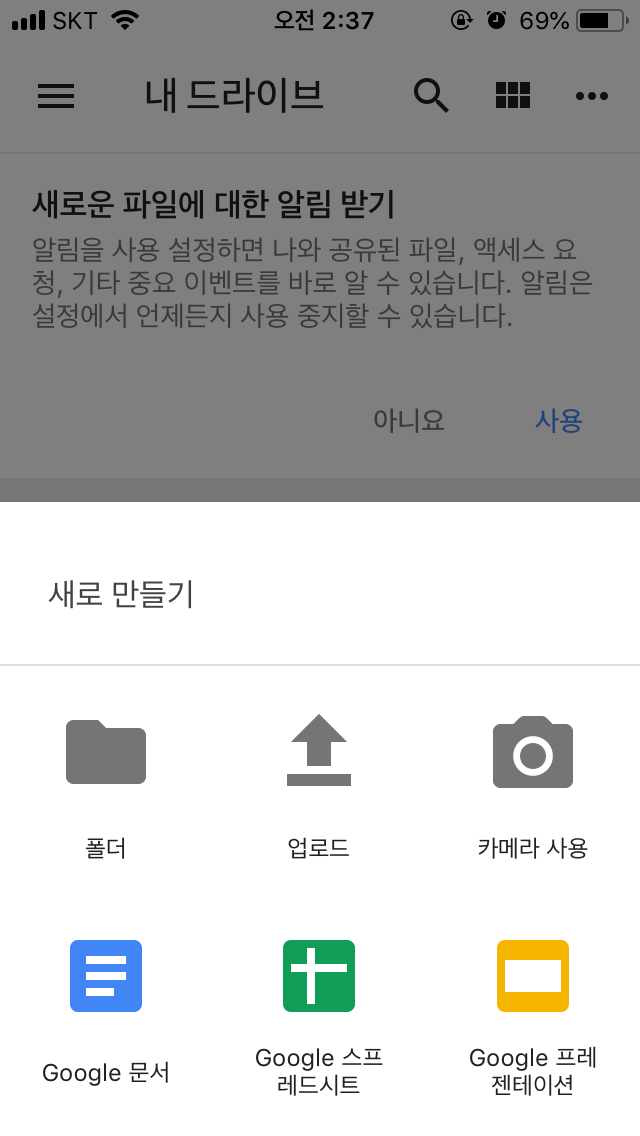 SKT 오전 2:37 69%
내 드라이브
새로운 파일에 대한 알림 받기
알림을 사용 설정하면 나와 공유된 파일, 액세스 요
청, 기타 중요 이벤트를 바로 알 수 있습니다. 알림은
설정에서 언제든지 사용 중지할 수 있습니다.
아니요 사용
새로 만들기
폴더 업로드 카메라 사용
Google 문서
Google 스프
레드시트
Google 프레
젠테이션